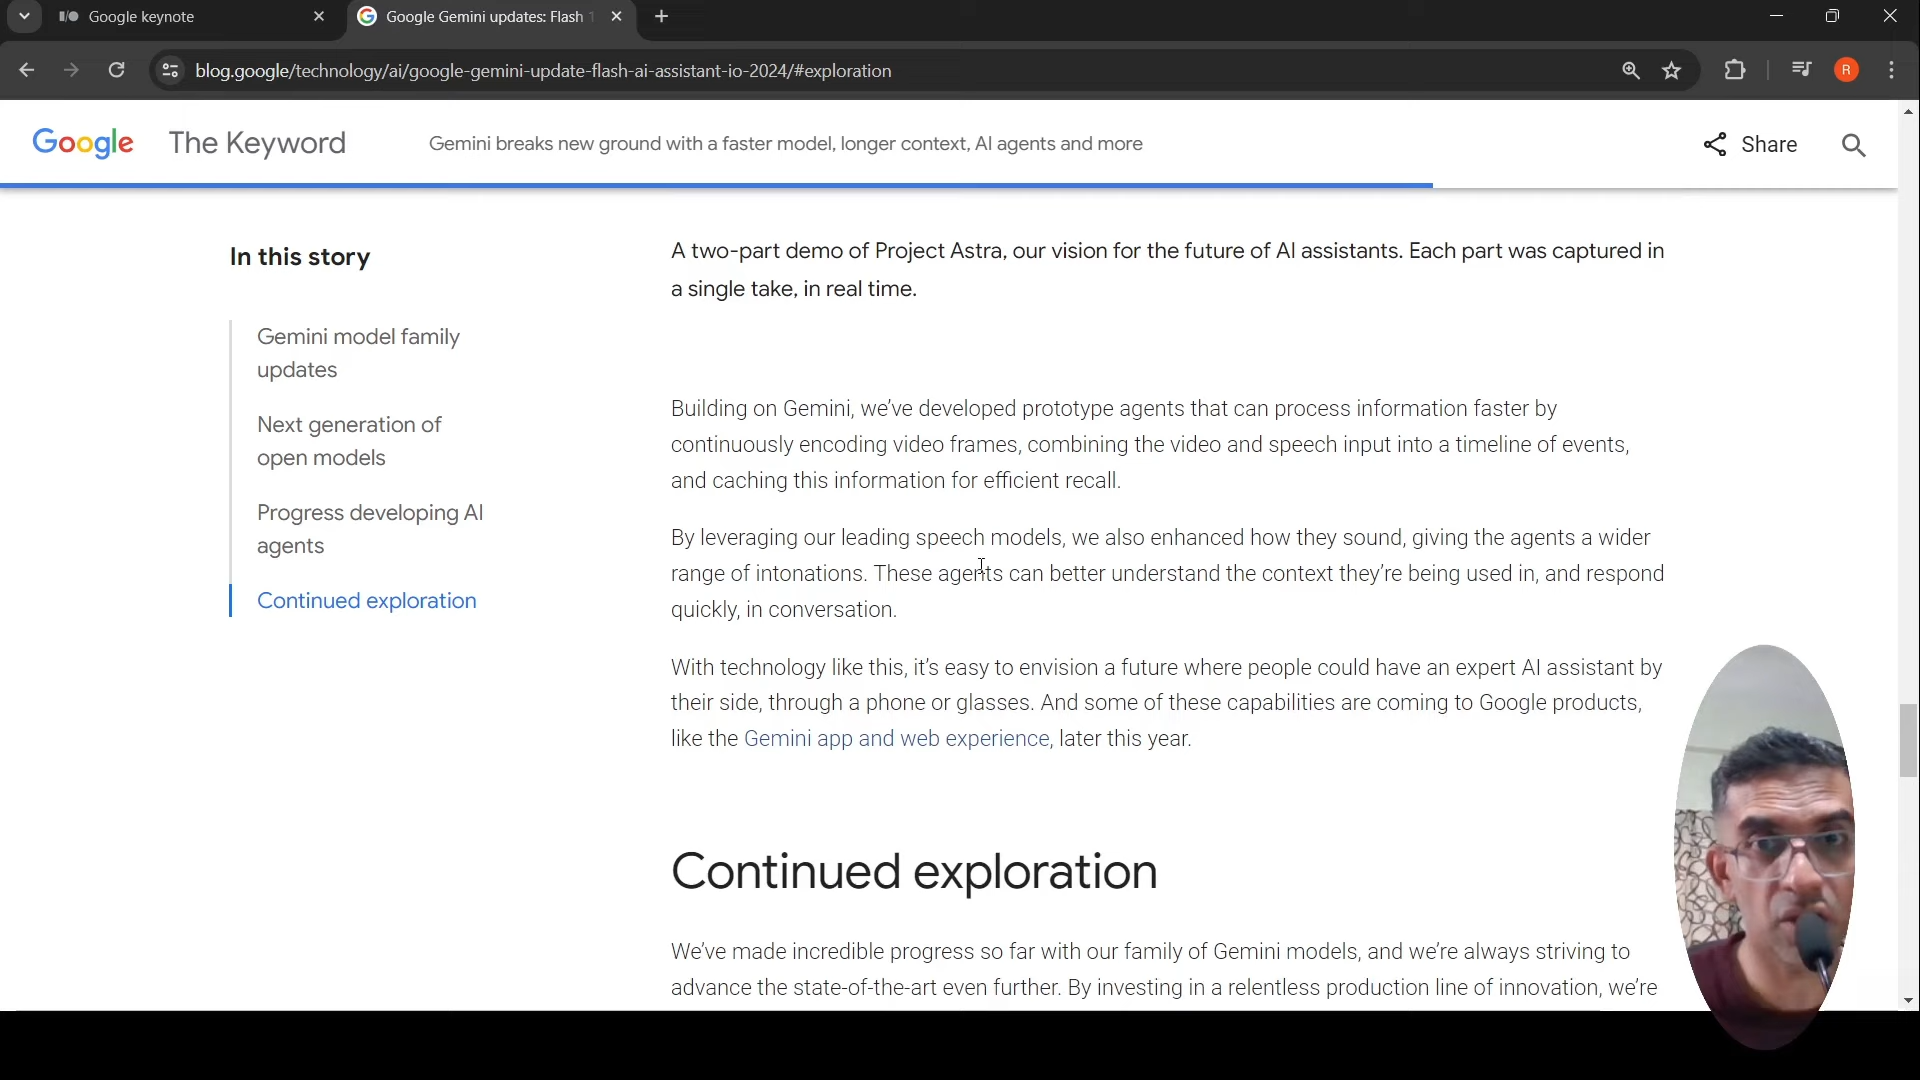 Google keynote
Google Gemini updates: Flash 1
blog.google/technology/ai/google-gemini-update-flash-ai-assistant-io-2024/#exploration
R
Google The Keyword
Gemini breaks new ground with a faster model, longer context, AI agents and more
Share
In this story
Gemini model family
updates
Next generation of
open models
Progress developing AI
agents
Continued exploration
A two-part demo of Project Astra, our vision for the future of AI assistants. Each part was captured in
a single take, in real time.
Building on Gemini, we’ve developed prototype agents that can process information faster by
continuously encoding video frames, combining the video and speech input into a timeline of events,
and caching this information for efficient recall.
By leveraging our leading speech models, we also enhanced how they sound, giving the agents a wider
range of intonations. These agents can better understand the context they’re being used in, and respond
quickly, in conversation.
With technology like this, it’s easy to envision a future where people could have an expert AI assistant by
their side, through a phone or glasses. And some of these capabilities are coming to Google products,
like the Gemini app and web experience, later this year.
Continued exploration
We’ve made incredible progress so far with our family of Gemini models, and we’re always striving to
advance the state-of-the-art even further. By investing in a relentless production line of innovation, we’re